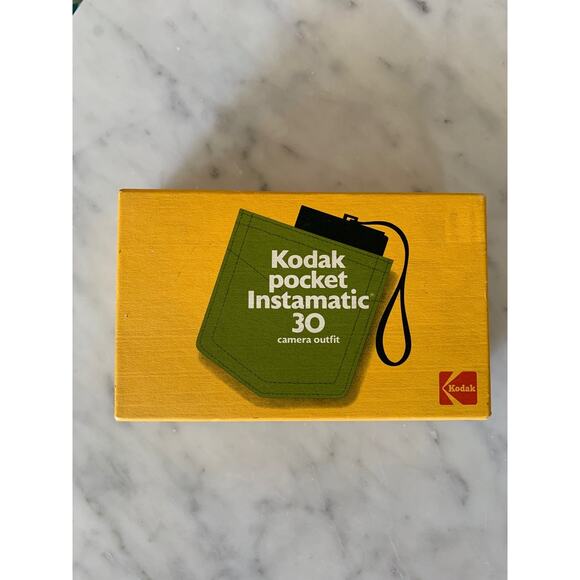 Kodak
pocket
Instamatic®
30
camera outfit
Kodak